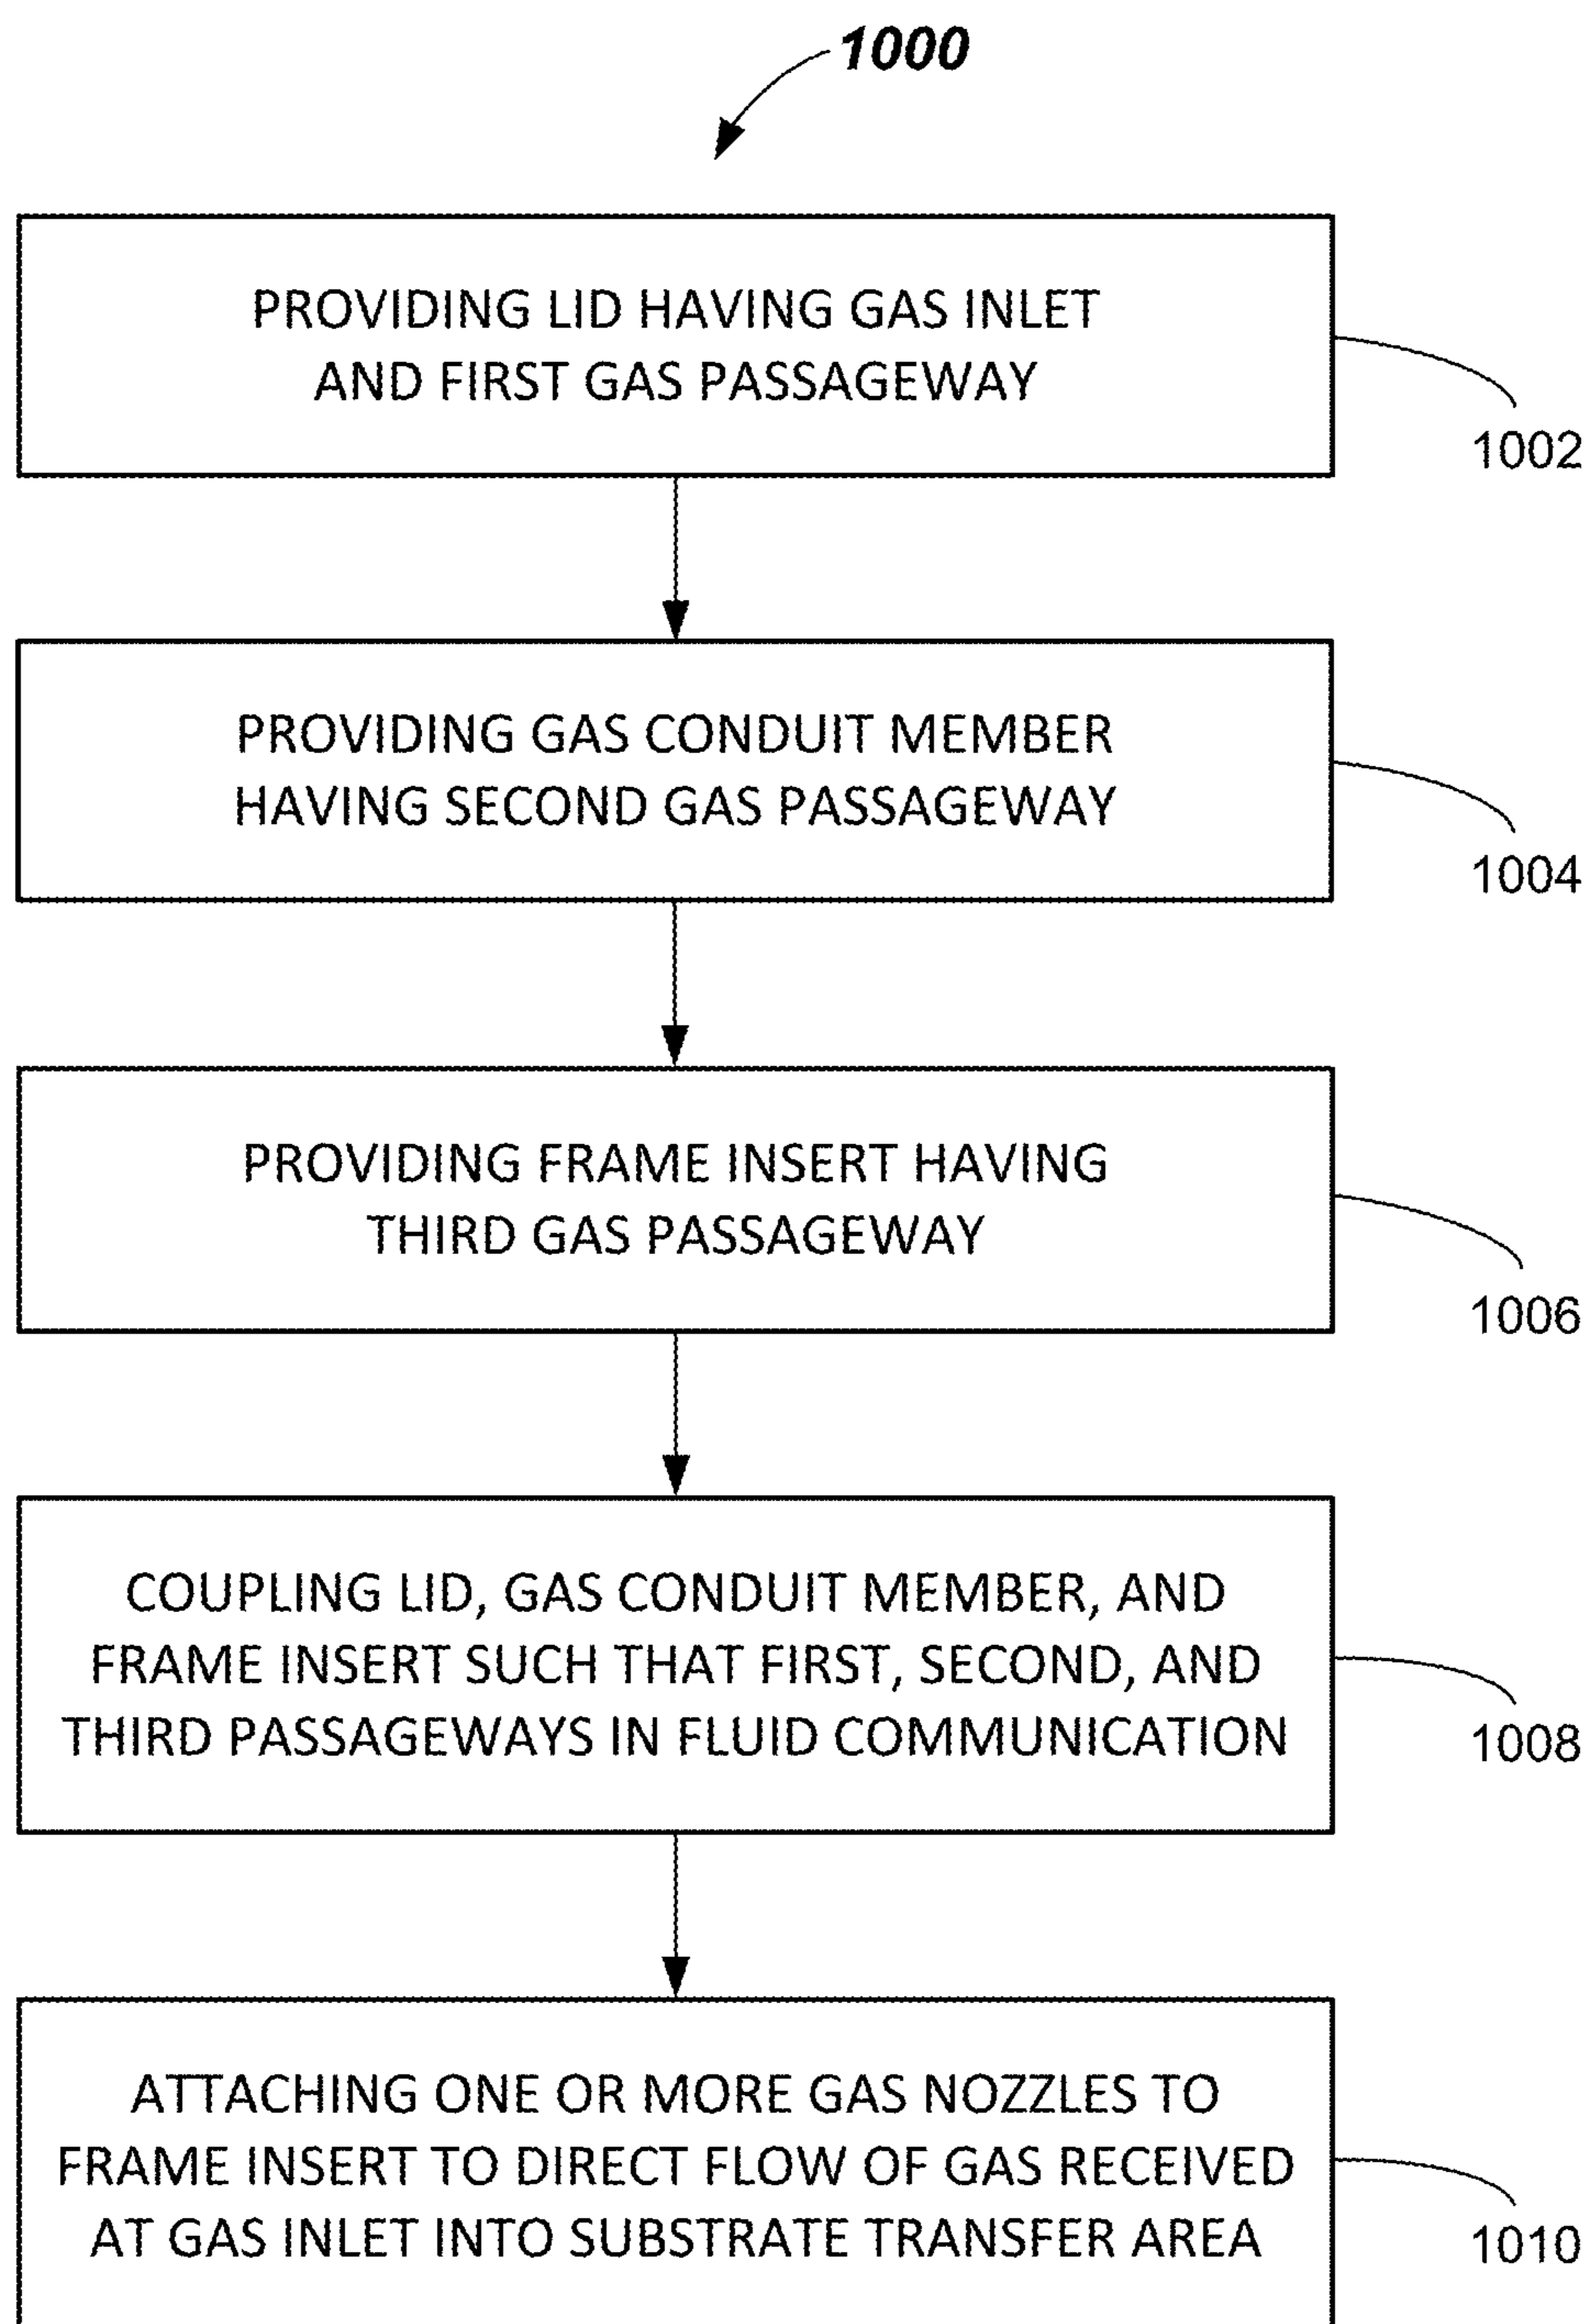 1000
PROVIDING LID HAVING GAS INLET
AND FIRST GAS PASSAGEWAY
1002
PROVIDING GAS CONDUIT MEMBER
HAVING SECOND GAS PASSAGEWAY
1004
PROVIDING FRAME INSERT HAVING
THIRD GAS PASSAGEWAY
1006
COUPLING LID, GAS CONDUIT MEMBER, AND
FRAME INSERT SUCH THAT FIRST, SECOND, AND
THIRD PASSAGEWAYS IN FLUID COMMUNICATION
1008
ATTACHING ONE OR MORE GAS NOZZLES TO
FRAME INSERT TO DIRECT FLOW OF GAS RECEIVED
AT GAS INLET INTO SUBSTRATE TRANSFER AREA
1010